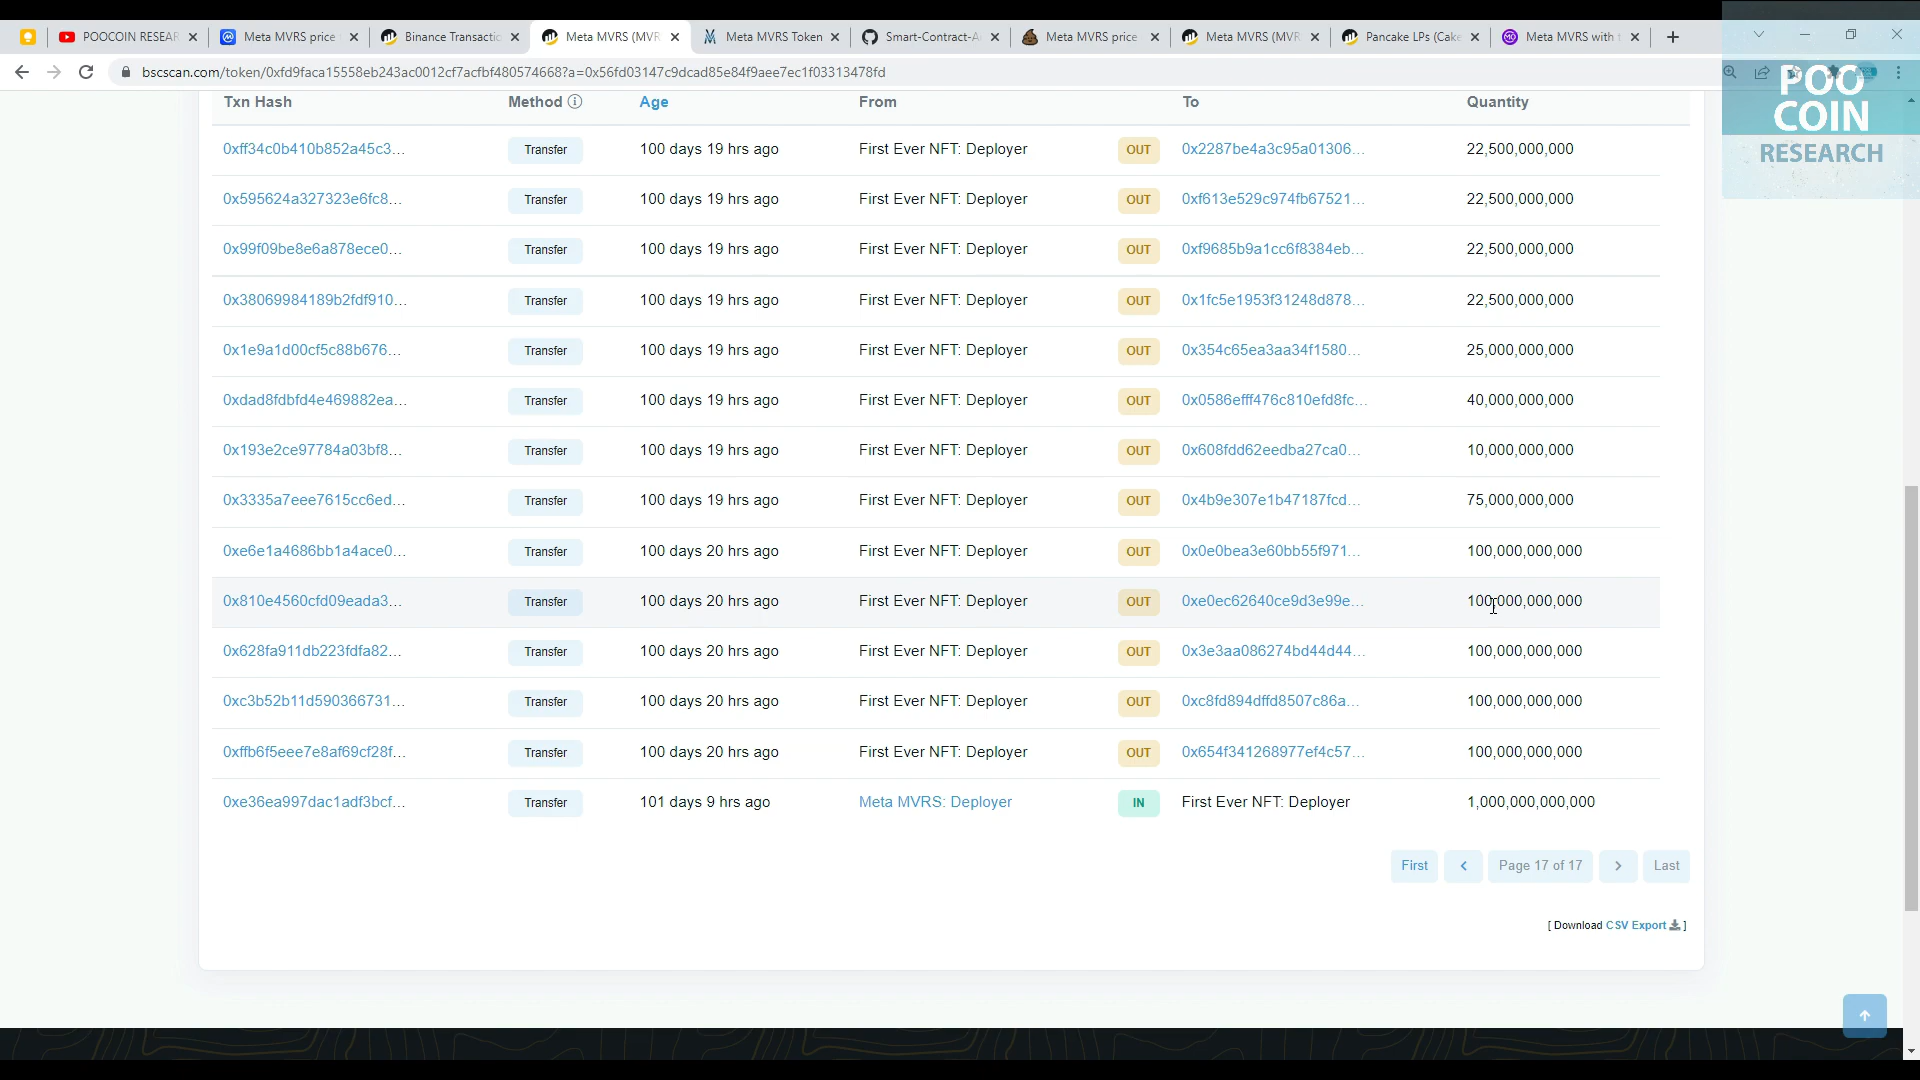 POOCOIN RESEAR
Meta MVRS price
Binance Transactic
Meta MVRS (MVR
Meta MVRS Token
Smart-Contract-A
Meta MVRS price
Meta MVRS (MVR
Pancake LPs (Cake
Meta MVRS with
bscscan.com/token/0xfd9faca15558eb243ac0012cf7acfbf480574668?a=0x56fd03147c9dcad85e84f9aee7ec1f03313478fd
POO
COIN
RESEARCH
Txn Hash Method Age From To Quantity
0xff34c0b410b852a45c3... Transfer 100 days 19 hrs ago First Ever NFT: Deployer OUT 0x2287be4a3c95a01306... 22,500,000,000
0x595624a327323e6fc8... Transfer 100 days 19 hrs ago First Ever NFT: Deployer OUT 0xf613e529c974fb67521... 22,500,000,000
0x99f09be8e6a878ece0... Transfer 100 days 19 hrs ago First Ever NFT: Deployer OUT 0xf9685b9a1cc6f8384eb... 22,500,000,000
0x38069984189b2fdf910... Transfer 100 days 19 hrs ago First Ever NFT: Deployer OUT 0x1fc5e1953f31248d878... 22,500,000,000
0x1e9a1d00cf5c88b676... Transfer 100 days 19 hrs ago First Ever NFT: Deployer OUT 0x354c65ea3aa34f1580... 25,000,000,000
0xdad8fdbfd4e469882ea... Transfer 100 days 19 hrs ago First Ever NFT: Deployer OUT 0x0586efff476c810efd8fc... 40,000,000,000
0x193e2ce97784a03bf8... Transfer 100 days 19 hrs ago First Ever NFT: Deployer OUT 0x608fdd62eedba27ca0... 10,000,000,000
0x3335a7eee7615cc6ed... Transfer 100 days 19 hrs ago First Ever NFT: Deployer OUT 0x4b9e307e1b47187fcd... 75,000,000,000
0xe6e1a4686bb1a4ace0... Transfer 100 days 20 hrs ago First Ever NFT: Deployer OUT 0x0e0bea3e60bb55f971... 100,000,000,000
0x810e4560cfd09eada3... Transfer 100 days 20 hrs ago First Ever NFT: Deployer OUT 0xe0ec62640ce9d3e99e... 100,000,000,000
0x628fa911db223fdfa82... Transfer 100 days 20 hrs ago First Ever NFT: Deployer OUT 0x3e3aa086274bd44d44... 100,000,000,000
0xc3b52b11d590366731... Transfer 100 days 20 hrs ago First Ever NFT: Deployer OUT 0xc8fd894dffd8507c86a... 100,000,000,000
0xffb6f5eee7e8af69cf28f... Transfer 100 days 20 hrs ago First Ever NFT: Deployer OUT 0x654f341268977ef4c57... 100,000,000,000
0xe36ea997dac1adf3bcf... Transfer 101 days 9 hrs ago Meta MVRS: Deployer IN First Ever NFT: Deployer 1,000,000,000,000
First Page 17 of 17 Last
[ Download CSV Export ]